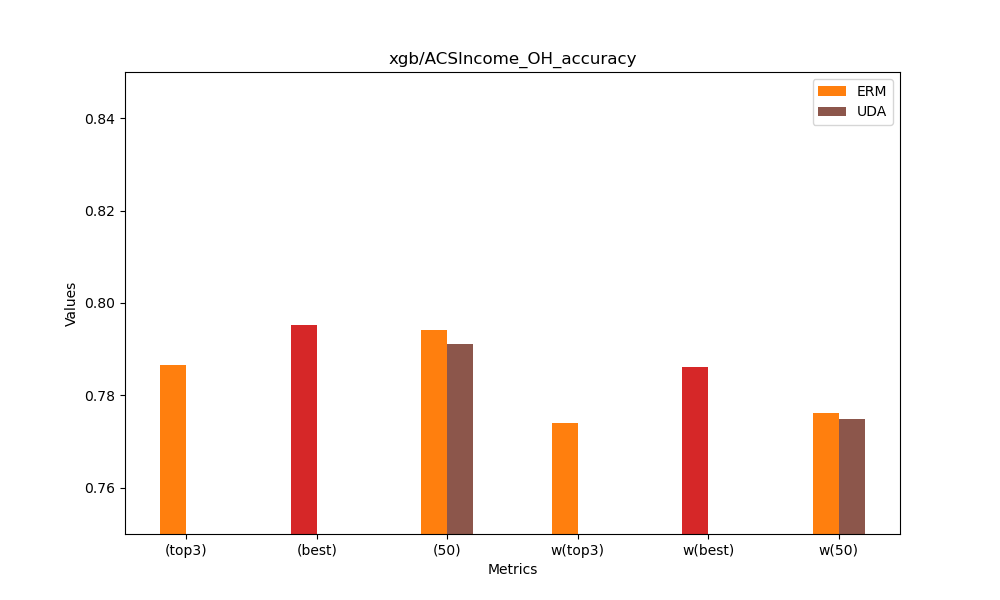 xgb/ACSIncome_OH_accuracy
ERM
UDA
0.84
0.82
0.80
0.78
0.76
Values
(top3) (best) (50) w(top3) w(best) w(50)
Metrics